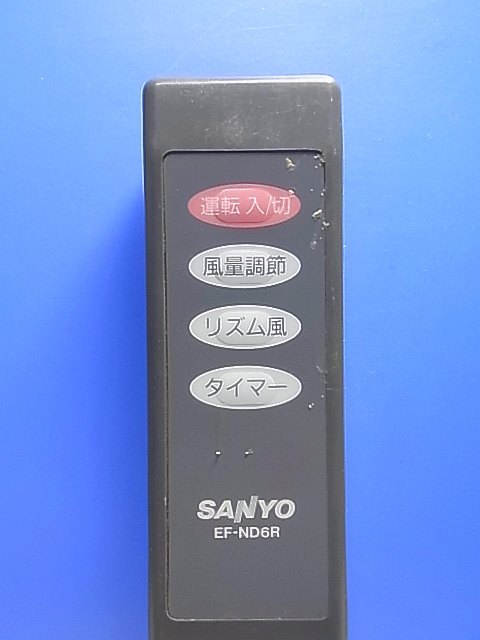 運転 入/切
風量調節
リズム風
タイマー
SANYO
EF-ND6R